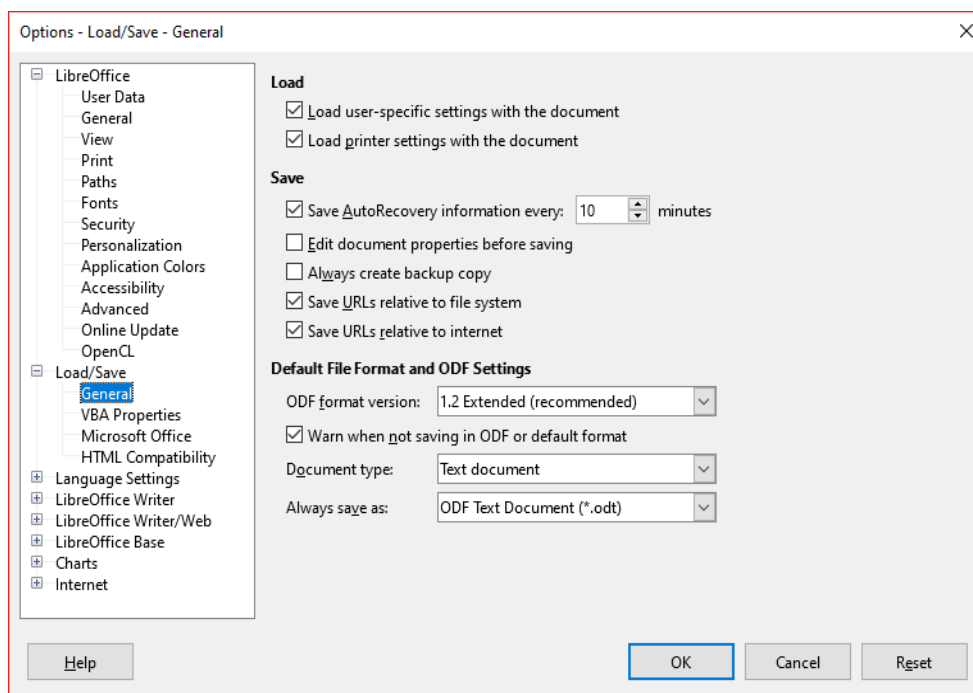 Options - Load/Save - General
LibreOffice
User Data
General
View
Print
Paths
Fonts
Security
Personalization
Application Colors
Accessibility
Advanced
Online Update
OpenCL
Load/Save
General
VBA Properties
Microsoft Office
HTML Compatibility
Language Settings
LibreOffice Writer
LibreOffice Writer/Web
LibreOffice Base
Charts
Internet
Load
Load user-specific settings with the document
Load printer settings with the document
Save
Save AutoRecovery information every: 10 minutes
Edit document properties before saving
Always create backup copy
Save URLs relative to file system
Save URLs relative to internet
Default File Format and ODF Settings
ODF format version: 1.2 Extended (recommended)
Warn when not saving in ODF or default format
Document type: Text document
Always save as: ODF Text Document (*.odt)
Help OK Cancel Reset